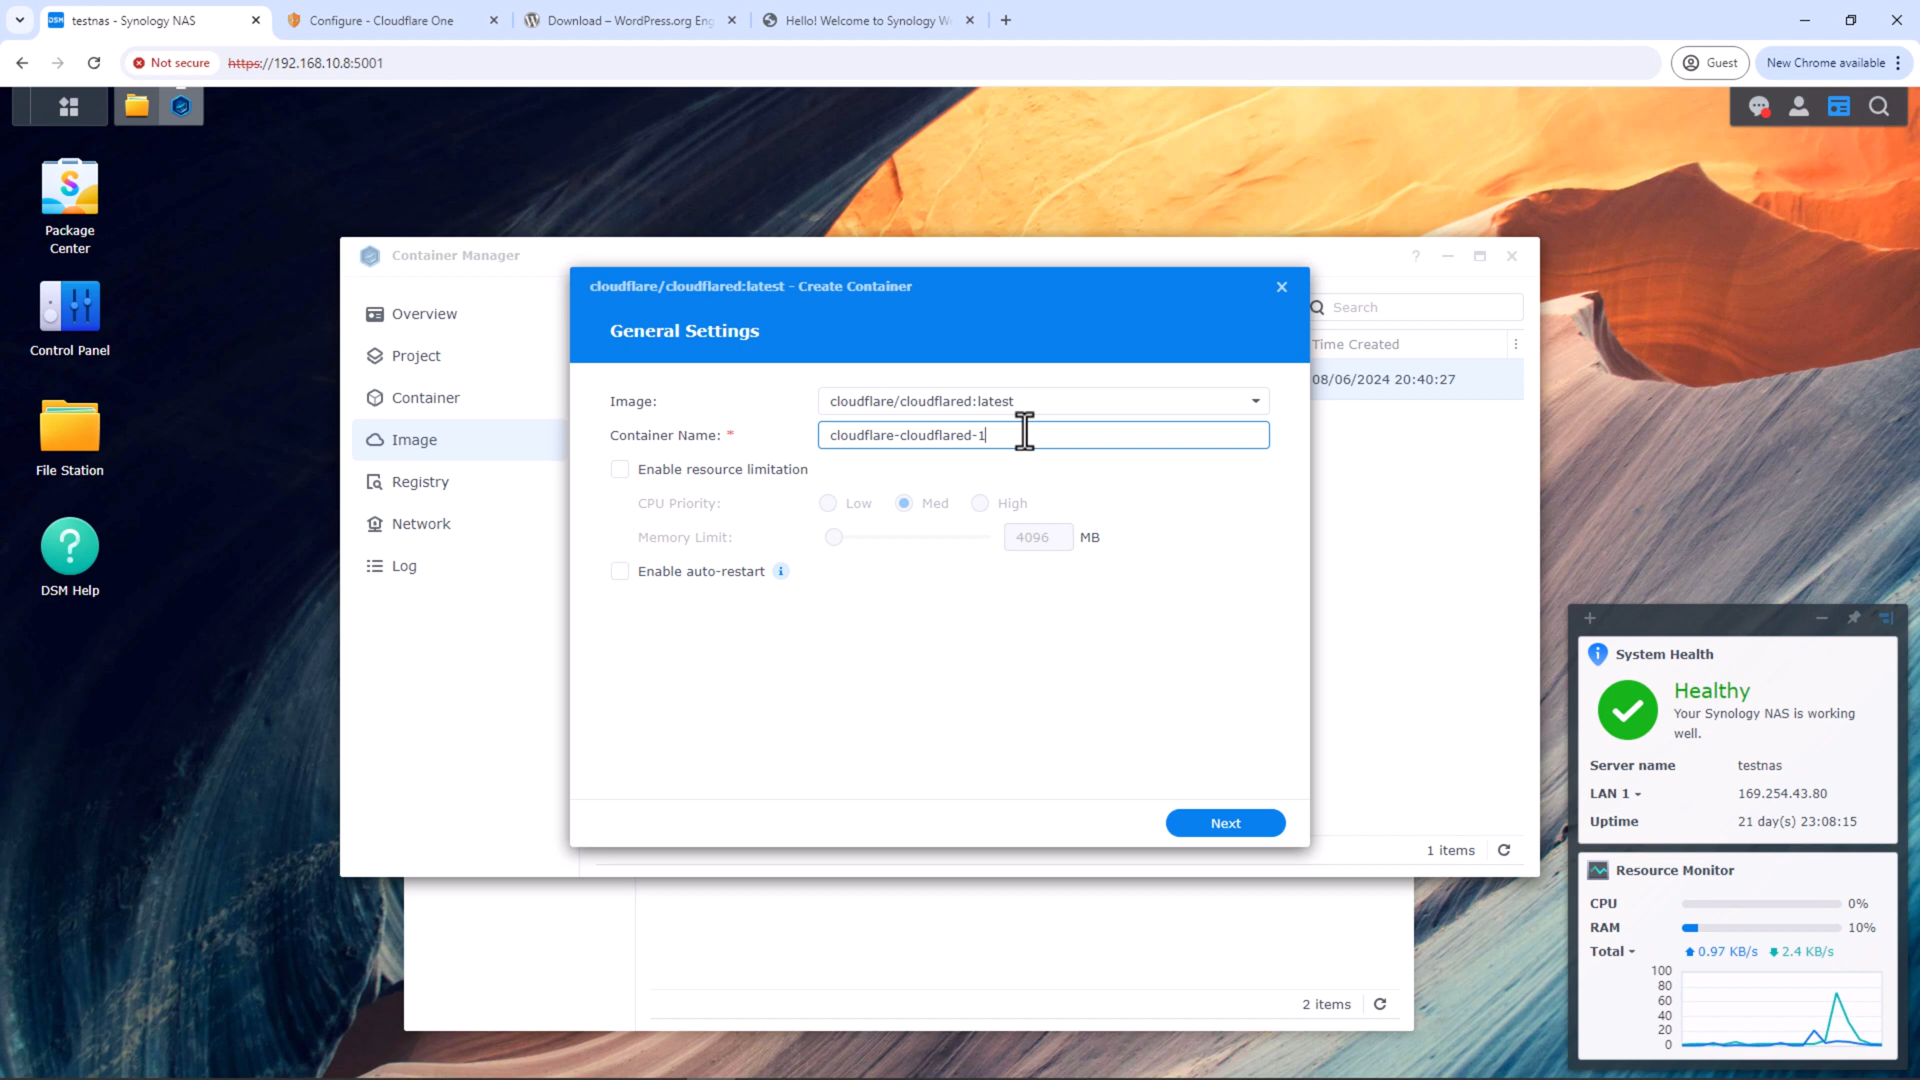 testnas - Synology NAS
Configure - Cloudflare One
Download – WordPress.org Eng
Hello! Welcome to Synology W
Not secure
https://192.168.10.8:5001
Guest
New Chrome available
Package
Center
Control Panel
File Station
DSM Help
Container Manager
Overview
Project
Container
Image
Registry
Network
Log
Search
Time Created
08/06/2024 20:40:27
cloudflare/cloudflared:latest - Create Container
General Settings
Image:
cloudflare/cloudflared:latest
Container Name: *
cloudflare-cloudflared-1
Enable resource limitation
CPU Priority:
Low
Med
High
Memory Limit:
4096
MB
Enable auto-restart
Next
1 items
2 items
System Health
Healthy
Your Synology NAS is working
well.
Server name
testnas
LAN 1
169.254.43.80
Uptime
21 day(s) 23:08:15
Resource Monitor
CPU
0%
RAM
10%
Total
0.97 KB/s
2.4 KB/s
100
80
60
40
20
0